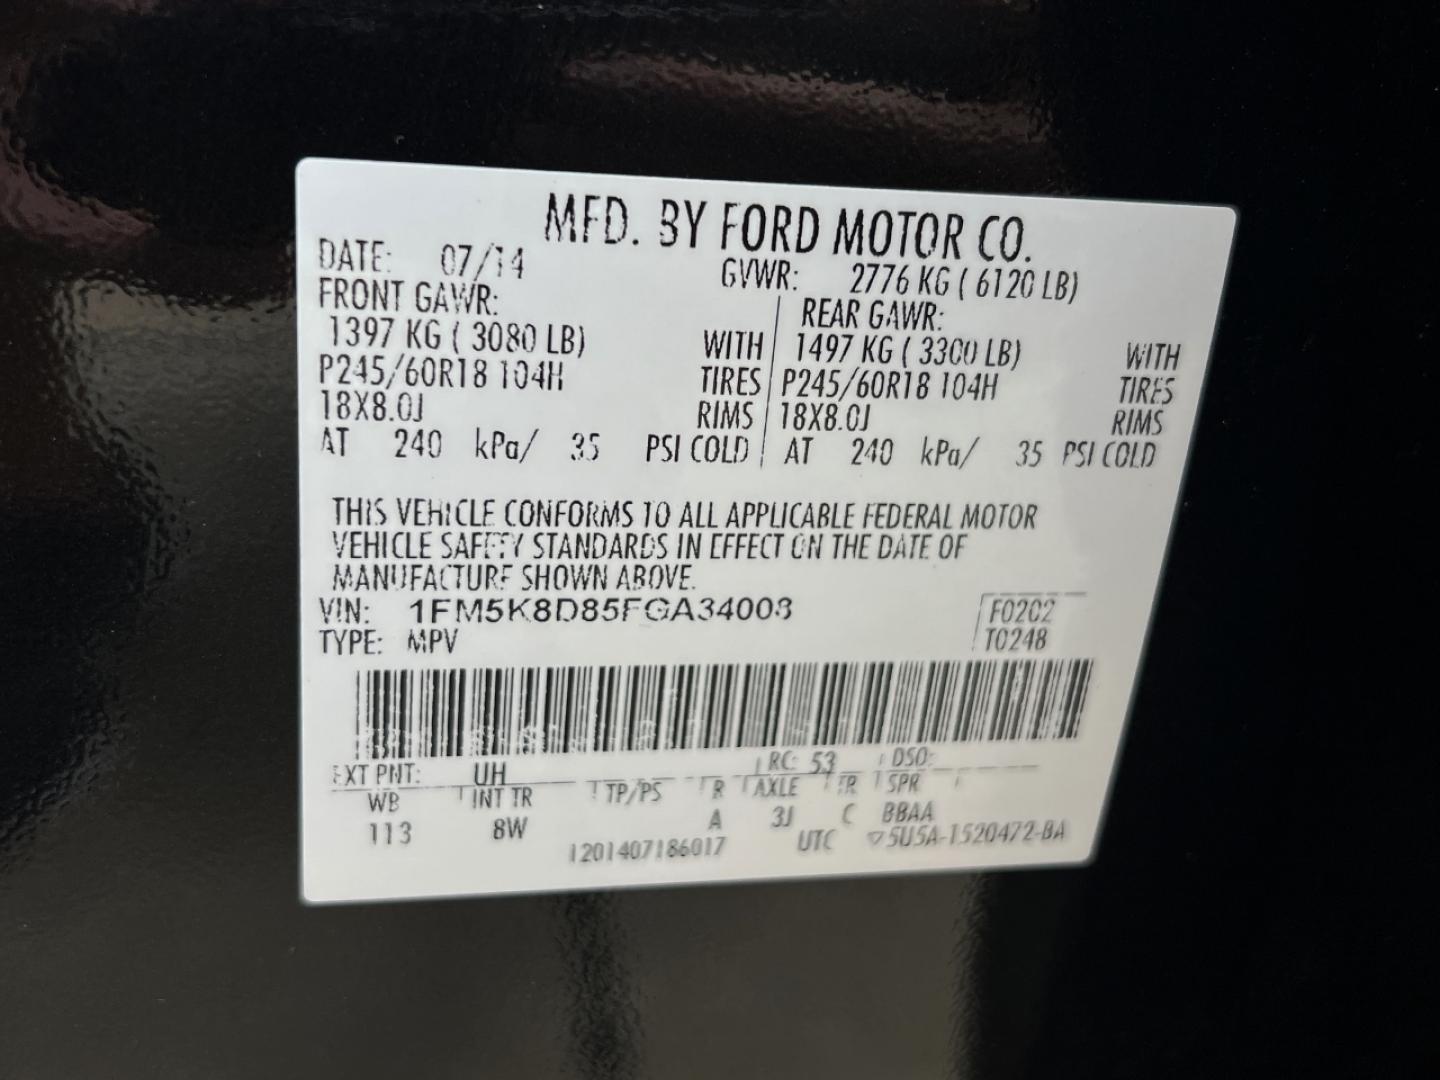 MFD. BY FORD MOTOR CO.
DATE: 07/14 GVWR: 2776 KG ( 6120 LB)
FRONT GAWR: REAR GAWR:
1397 KG ( 3080 LB) WITH 1497 KG ( 3300 LB) WITH
P245/60R18 104H TIRES P245/60R18 104H TIRES
18X8.0J RIMS 18X8.0J RIMS
AT 240 kPa/ 35 PSI COLD AT 240 kPa/ 35 PSI COLD
THIS VEHICLE CONFORMS TO ALL APPLICABLE FEDERAL MOTOR
VEHICLE SAFETY STANDARDS IN EFFECT ON THE DATE OF
MANUFACTURE SHOWN ABOVE.
VIN: 1FM5K8D85FGA34008 F0202
TYPE: MPV T0248
EXT PNT: UH RC: 53 DSO:
WB INT TR TP/PS R AXLE TR SPR
113 8W A 3J C BBAA
1201407186017 UTC ▽5U5A-1520472-BA